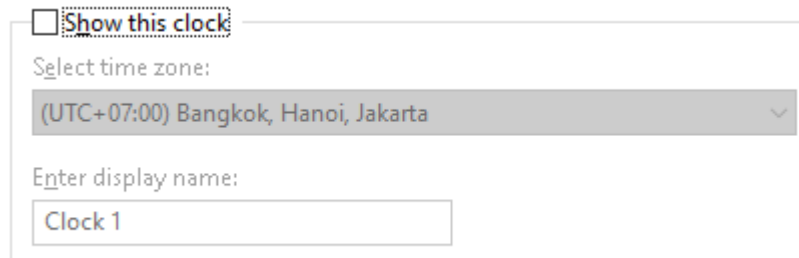 Show this clock
Select time zone:
(UTC+07:00) Bangkok, Hanoi, Jakarta
Enter display name:
Clock 1